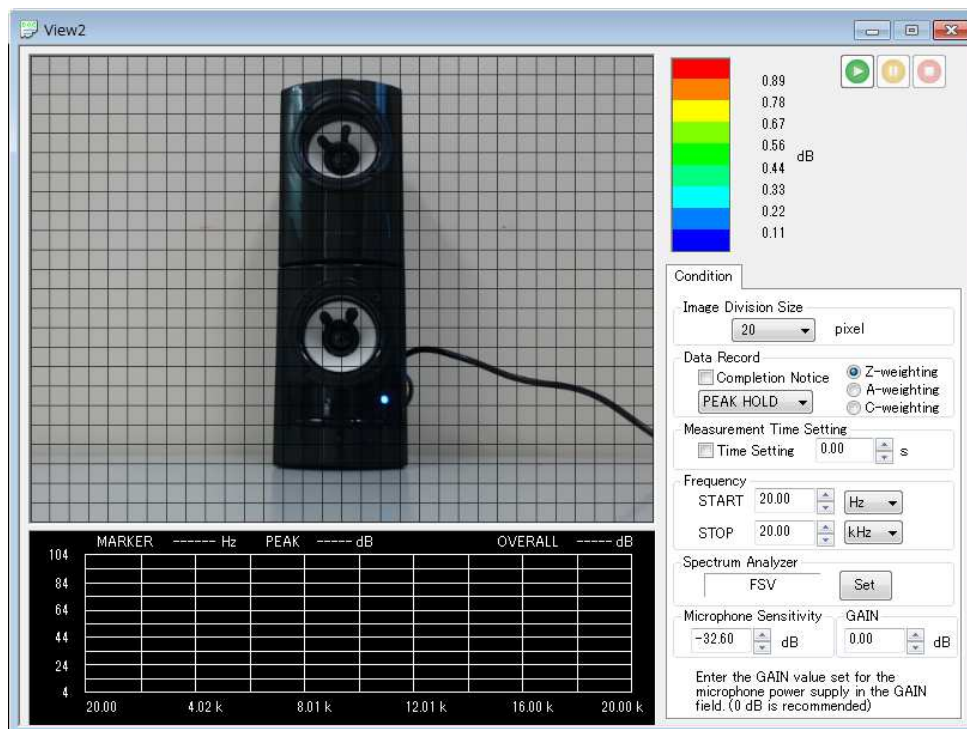 View2
0.89
0.78
0.67
0.56
dB
0.44
0.33
0.22
0.11
Condition
Image Division Size
20 pixel
Data Record
Completion Notice
PEAK HOLD
Z-weighting
A-weighting
C-weighting
Measurement Time Setting
Time Setting 0.00 s
Frequency
START 20.00 Hz
STOP 20.00 kHz
Spectrum Analyzer
FSV Set
Microphone Sensitivity
-32.60 dB
GAIN
0.00 dB
Enter the GAIN value set for the
microphone power supply in the GAIN
field. (0 dB is recommended)
MARKER ------ Hz PEAK ----- dB OVERALL ----- dB
104
84
64
44
24
4
20.00 4.02 k 8.01 k 12.01 k 16.00 k 20.00 k